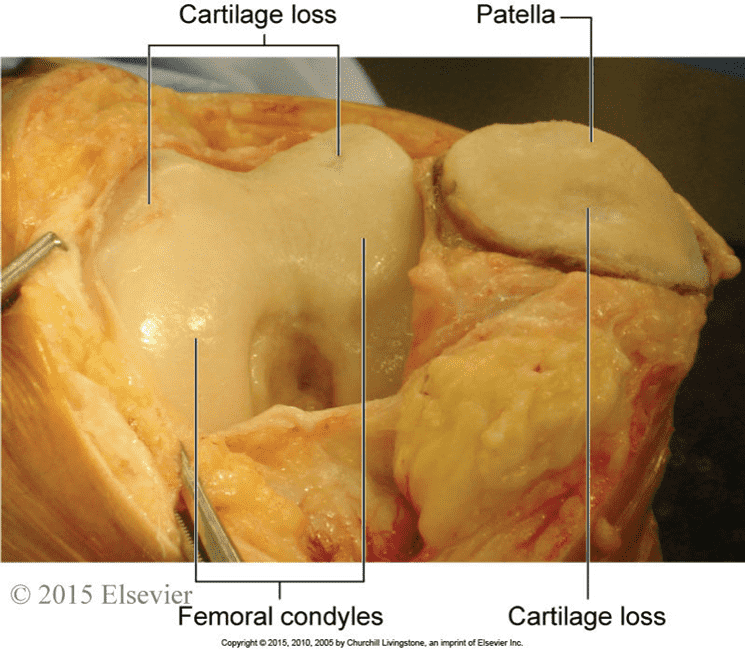 Cartilage loss
Patella
© 2015 Elsevier
Femoral condyles
Cartilage loss
Copyright © 2015, 2010, 2005 by Churchill Livingstone, an imprint of Elsevier Inc.